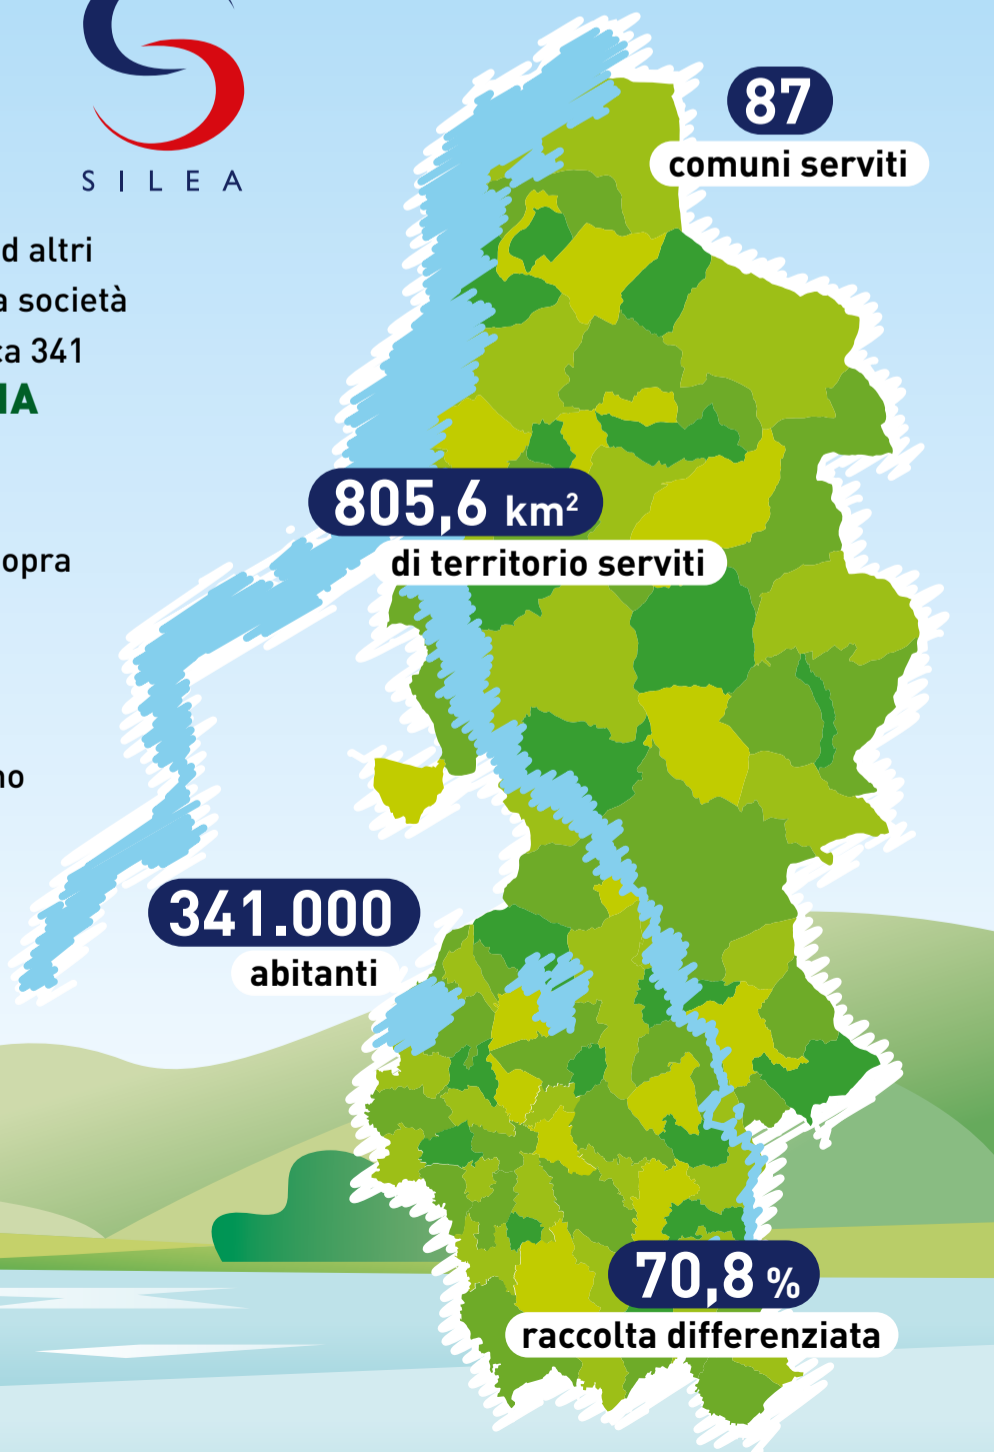 SILEA
87
comuni serviti
d altri
a società
ca 341
IA
805,6 km²
di territorio serviti
opra
no
341.000
abitanti
70,8 %
raccolta differenziata